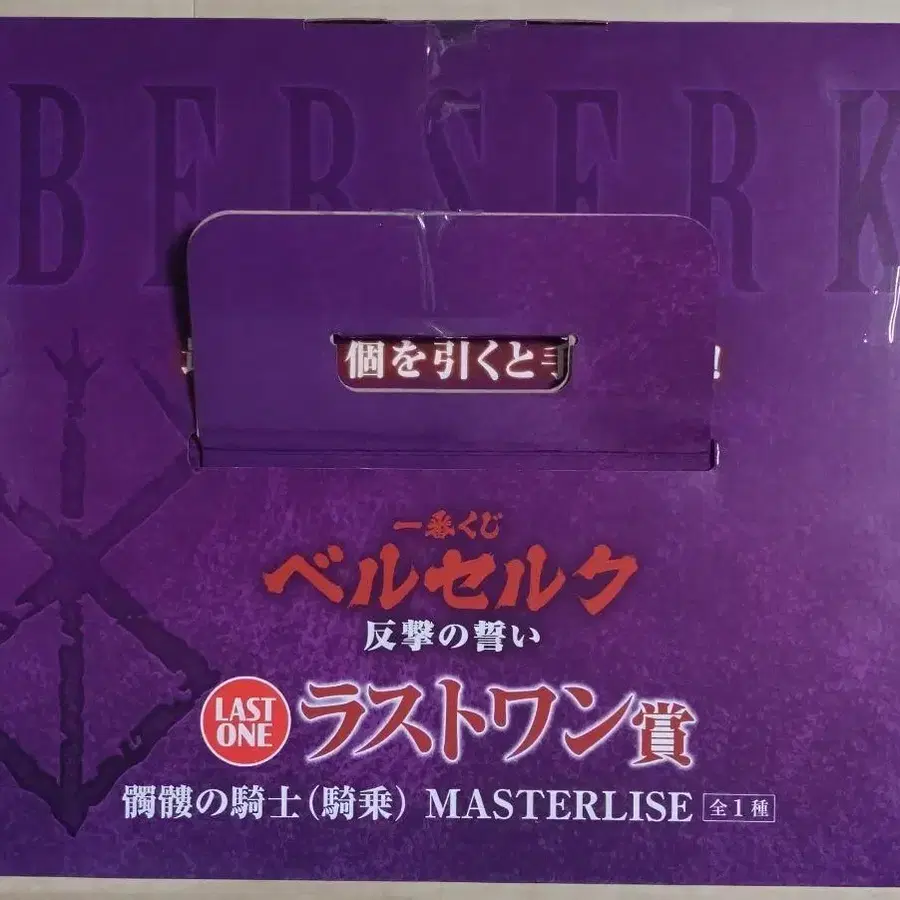 BERSERK
個を引くと
一番くじ
ベルセルク
反撃の誓い
LAST
ONE
ラストワン賞
髑髏の騎士(騎乗) MASTERLISE 全1種